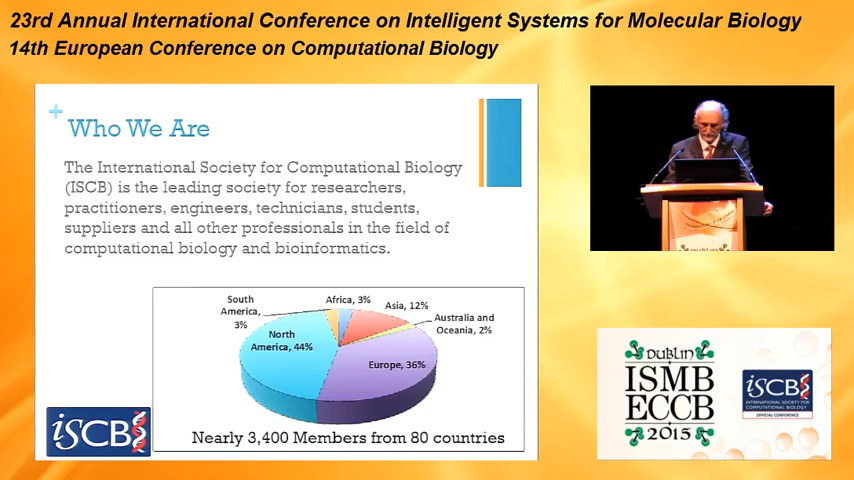 23rd Annual International Conference on Intelligent Systems for Molecular Biology
14th European Conference on Computational Biology
+
Who We Are
The International Society for Computational Biology
(ISCB) is the leading society for researchers,
practitioners, engineers, technicians, students,
suppliers and all other professionals in the field of
computational biology and bioinformatics.
South
America,
3%
Africa, 3%
Asia, 12%
Australia and
Oceania, 2%
North
America, 44%
Europe, 36%
Nearly 3,400 Members from 80 countries
iSCB
DUBLIN
ISMB
ECCB
2015
iSCB
INTERNATIONAL SOCIETY FOR
COMPUTATIONAL BIOLOGY
OFFICIAL CONFERENCE
DUBLIN